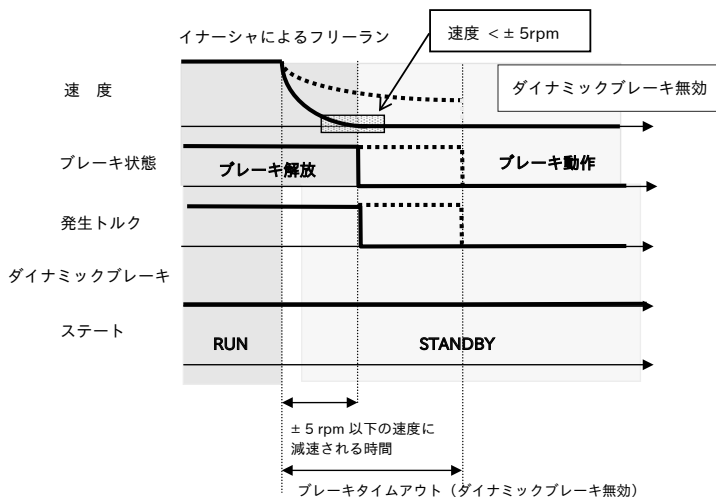 イナーシャによるフリーラン
速度 <± 5rpm
速　度
ダイナミックブレーキ無効
ブレーキ状態
ブレーキ解放
ブレーキ動作
発生トルク
ダイナミックブレーキ
ステート
RUN
STANDBY
± 5 rpm 以下の速度に
減速される時間
ブレーキタイムアウト（ダイナミックブレーキ無効）